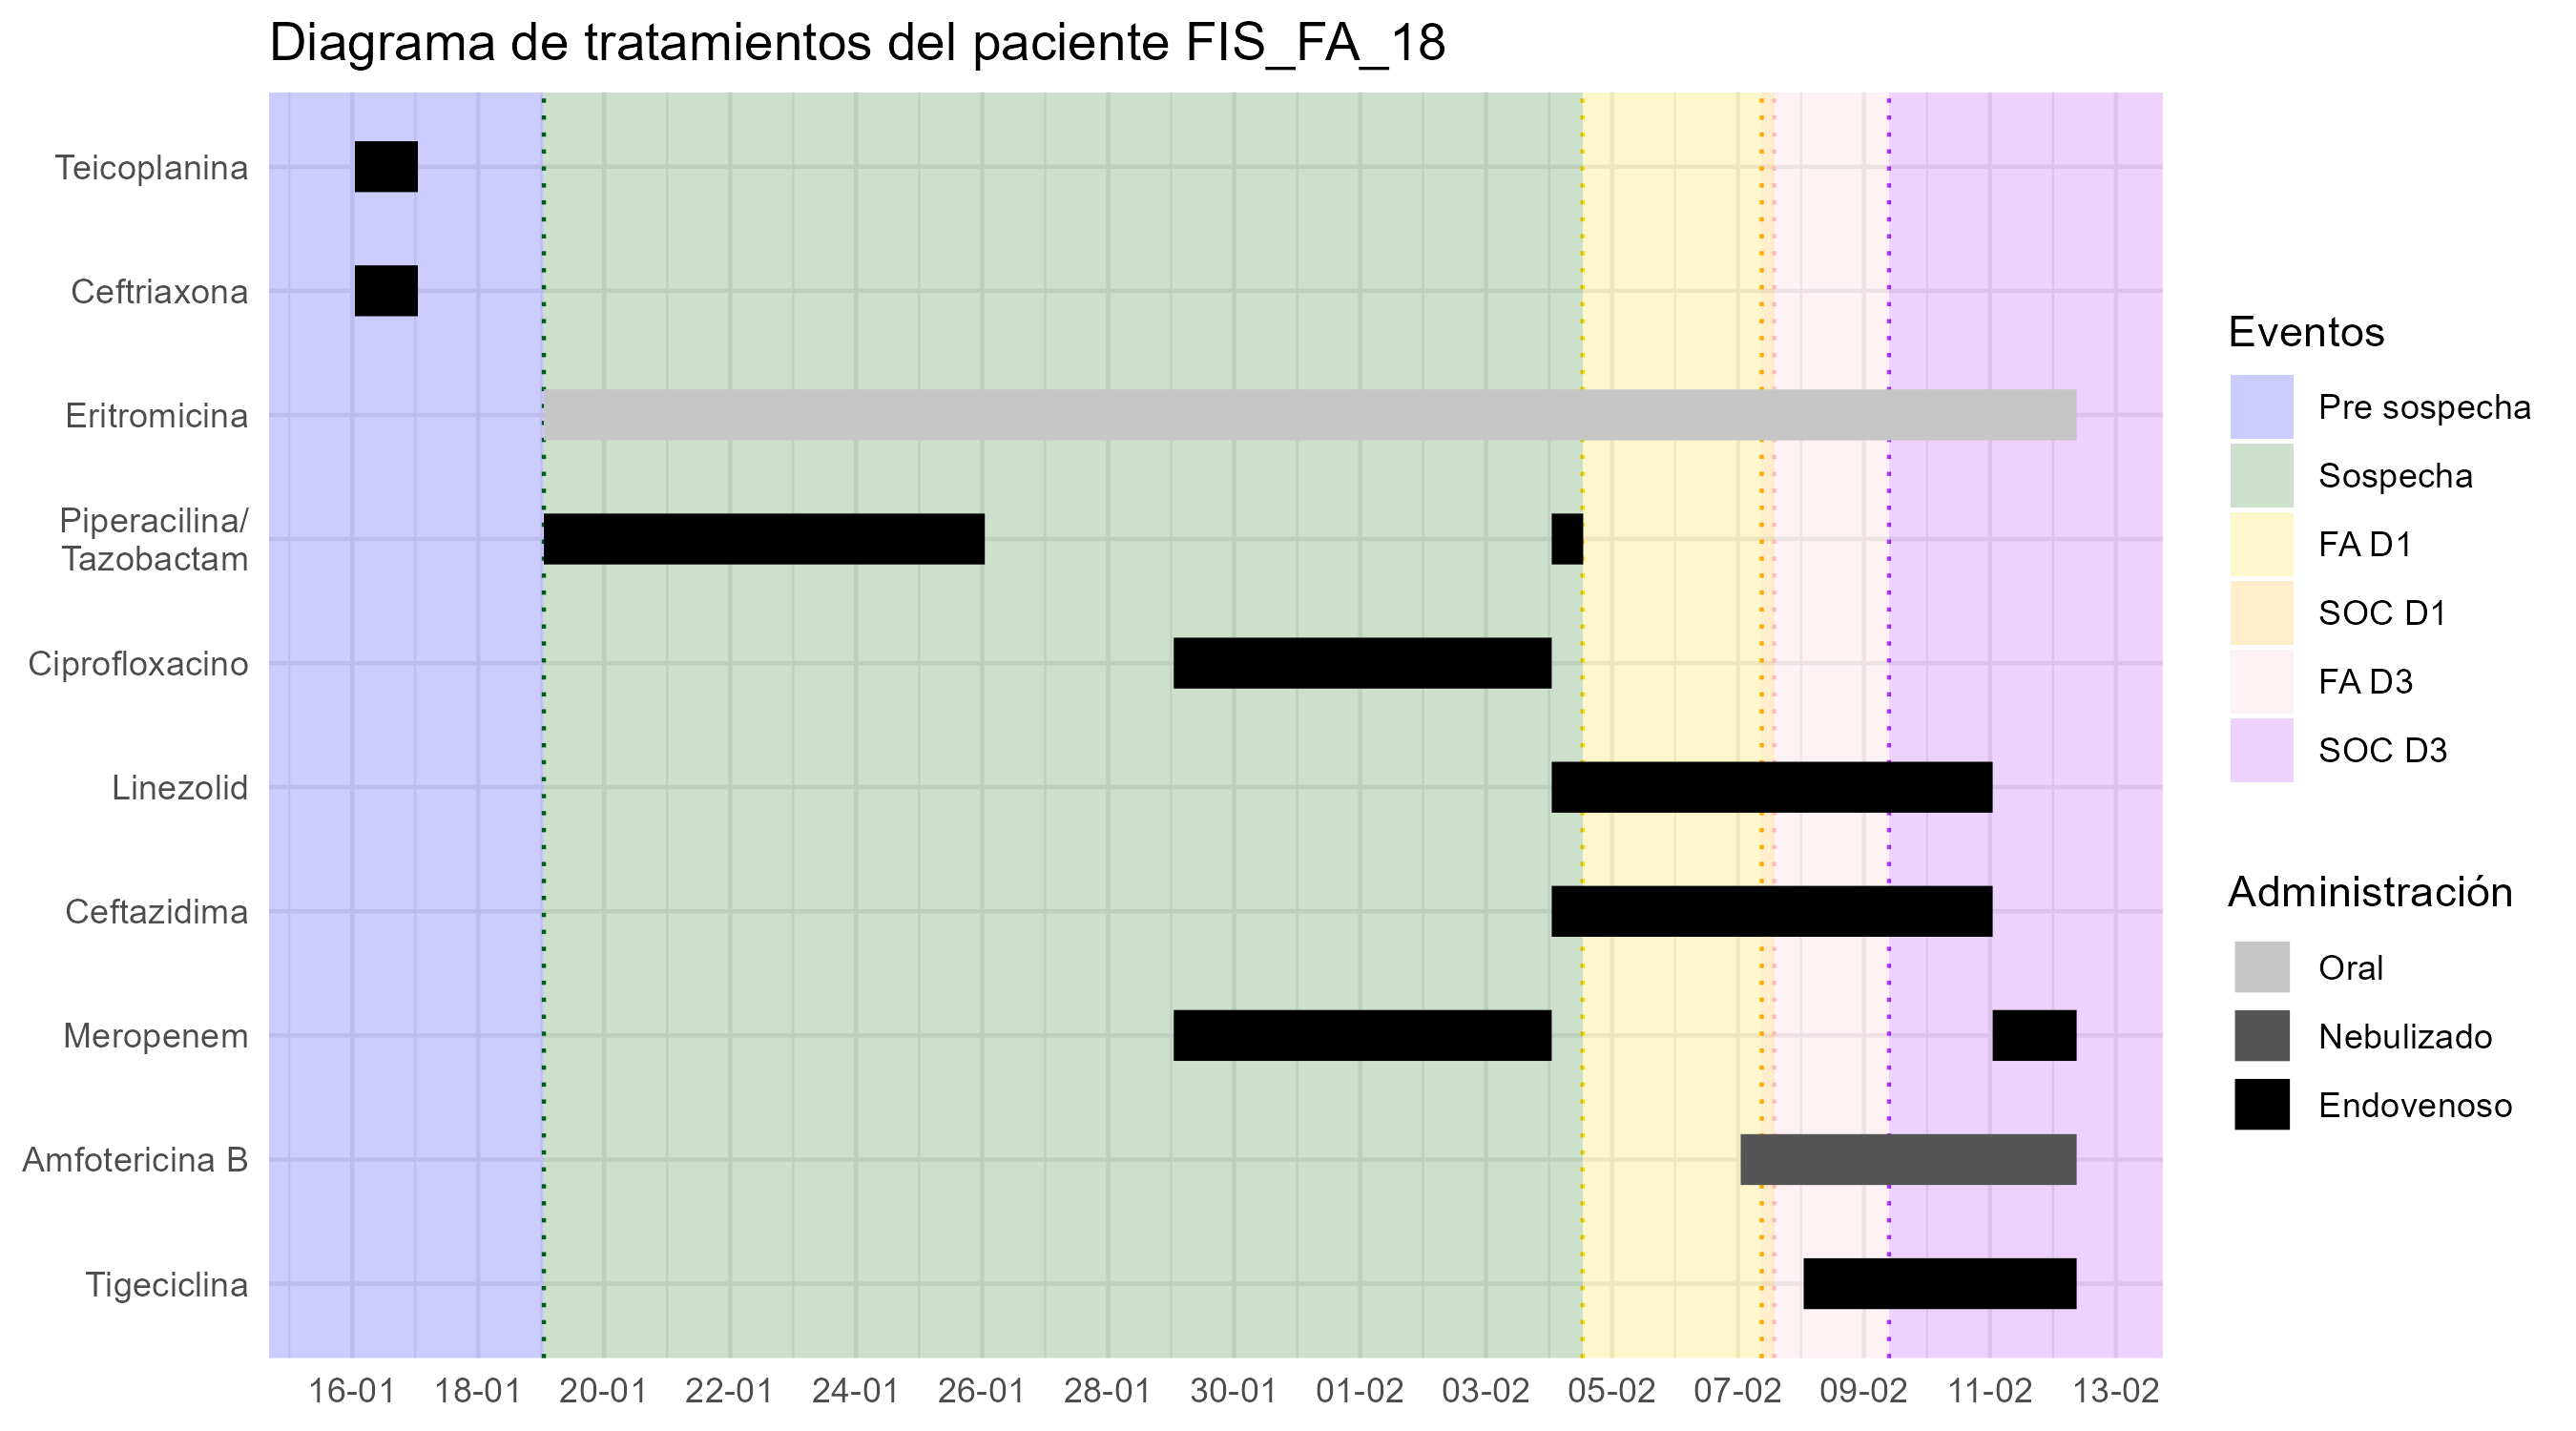 Diagrama de tratamientos del paciente FIS_FA_18
Teicoplanina
Ceftriaxona
Eritromicina
Piperacilina/
Tazobactam
Ciprofloxacino
Linezolid
Ceftazidima
Meropenem
Amfotericina B
Tigeciclina
16-01 18-01 20-01 22-01 24-01 26-01 28-01 30-01 01-02 03-02 05-02 07-02 09-02 11-02 13-02
Eventos
Pre sospecha
Sospecha
FA D1
SOC D1
FA D3
SOC D3
Administración
Oral
Nebulizado
Endovenoso